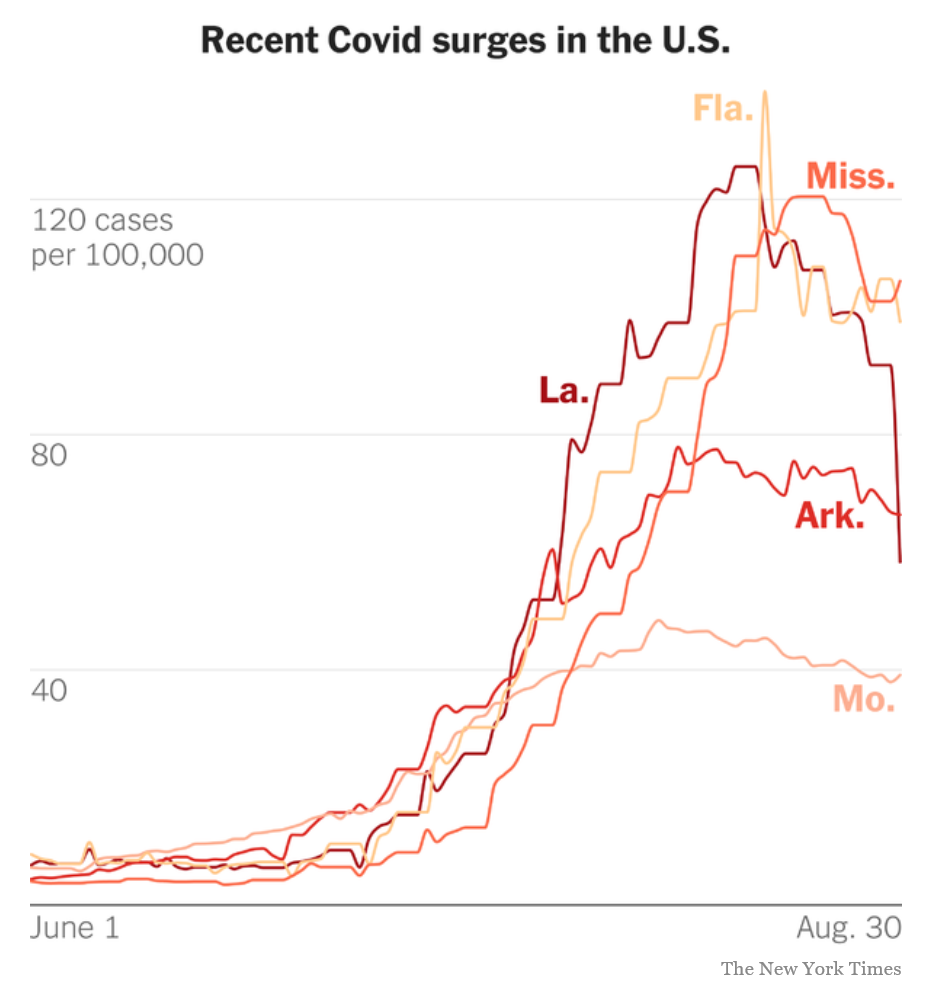 Recent Covid surges in the U.S.
Fla.
Miss.
120 cases
per 100,000
La.
80
Ark.
40
Mo.
June 1
Aug. 30
The New York Times